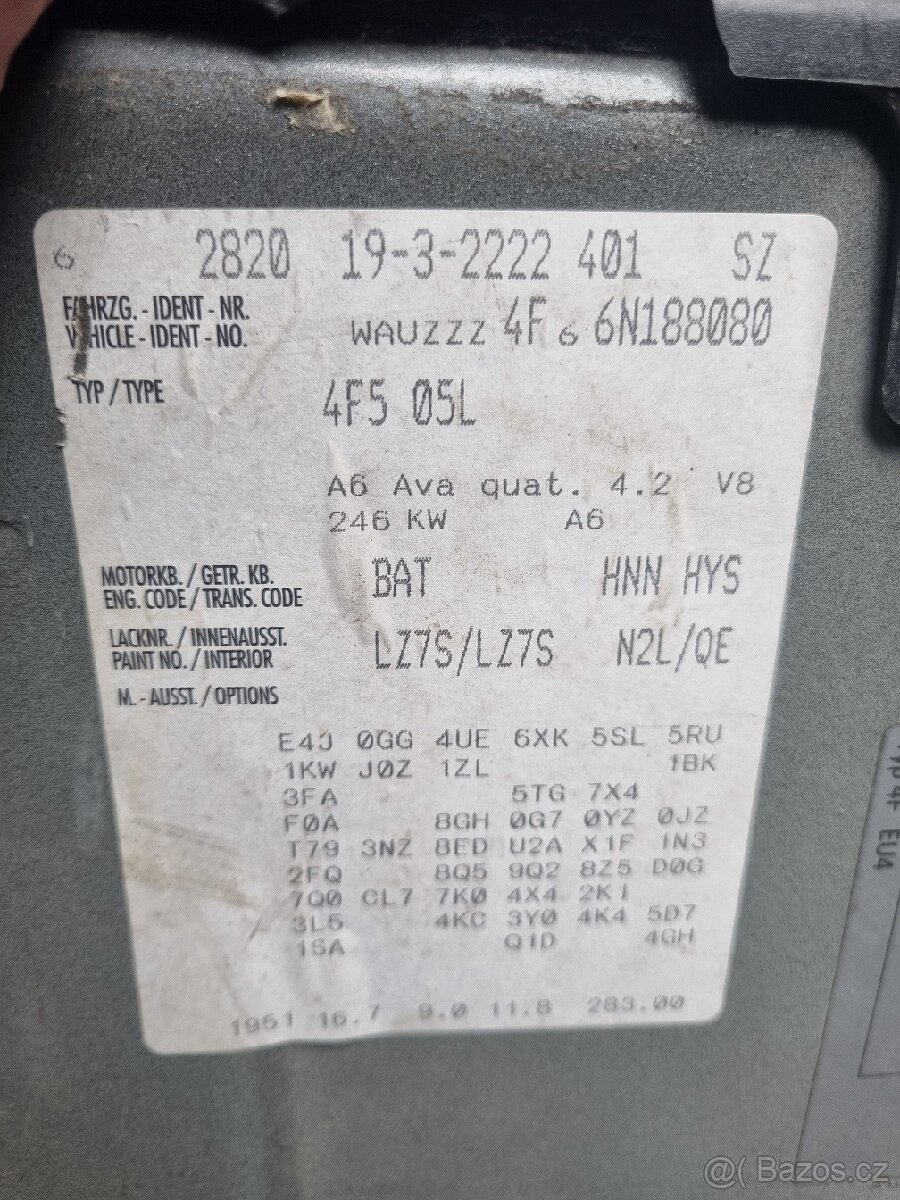 6 2820 19-3-2222 401 SZ
FAHRZG. - IDENT - NR.
VEHICLE - IDENT - NO. WAUZZZ 4F 6 6N188080
TYP / TYPE 4F5 05L
A6 Ava quat. 4.2 V8
246 KW A6
MOTORKB. / GETR. KB.
ENG. CODE / TRANS. CODE BAT HNN HYS
LACKNR. / INNENAUSST.
PAINT NO. / INTERIOR LZ7S/LZ7S N2L/QE
M. - AUSST. / OPTIONS
E4J 0GG 4UE 6XK 5SL 5RU
1KW J0Z 1ZL 1BK
3FA 5TG 7X4
F0A 8GH 0G7 0YZ 0JZ
T79 3NZ 8ED U2A X1F 1N3
2FQ 8Q5 9Q2 8Z5 D0G
7Q0 CL7 7K0 4X4 2K1
3L5 4KC 3Y0 4K4 5D7
1SA Q1D 4GH
1951 16.7 9.0 11.8 283.00
Typ 4F EU4
@( Bazos.cz